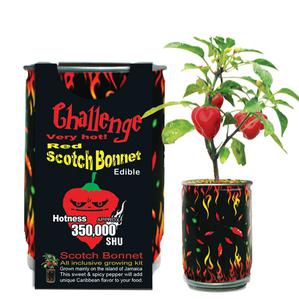 Challenge
Very hot!
Red
Scotch Bonnet
Edible
Hotness
APPROX
350,000
SHU
Scotch Bonnet
All inclusive growing kit
Grown mainly on the island of Jamaica
This sweet & spicy pepper will add
unique Caribbean flavor to your food.